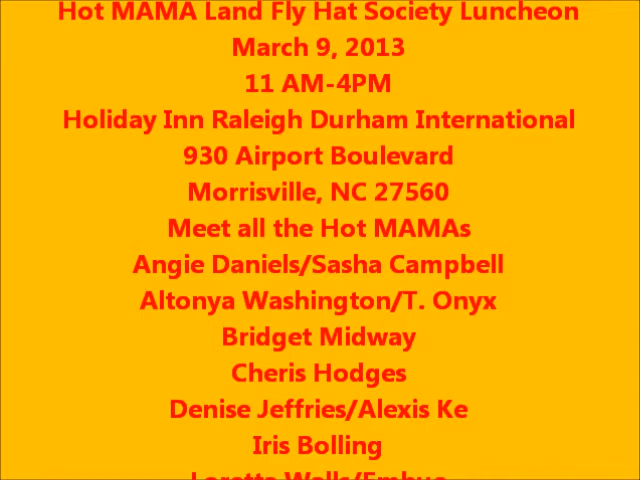 Hot MAMA Land Fly Hat Society Luncheon
March 9, 2013
11 AM-4PM
Holiday Inn Raleigh Durham International
930 Airport Boulevard
Morrisville, NC 27560
Meet all the Hot MAMAs
Angie Daniels/Sasha Campbell
Altonya Washington/T. Onyx
Bridget Midway
Cheris Hodges
Denise Jeffries/Alexis Ke
Iris Bolling